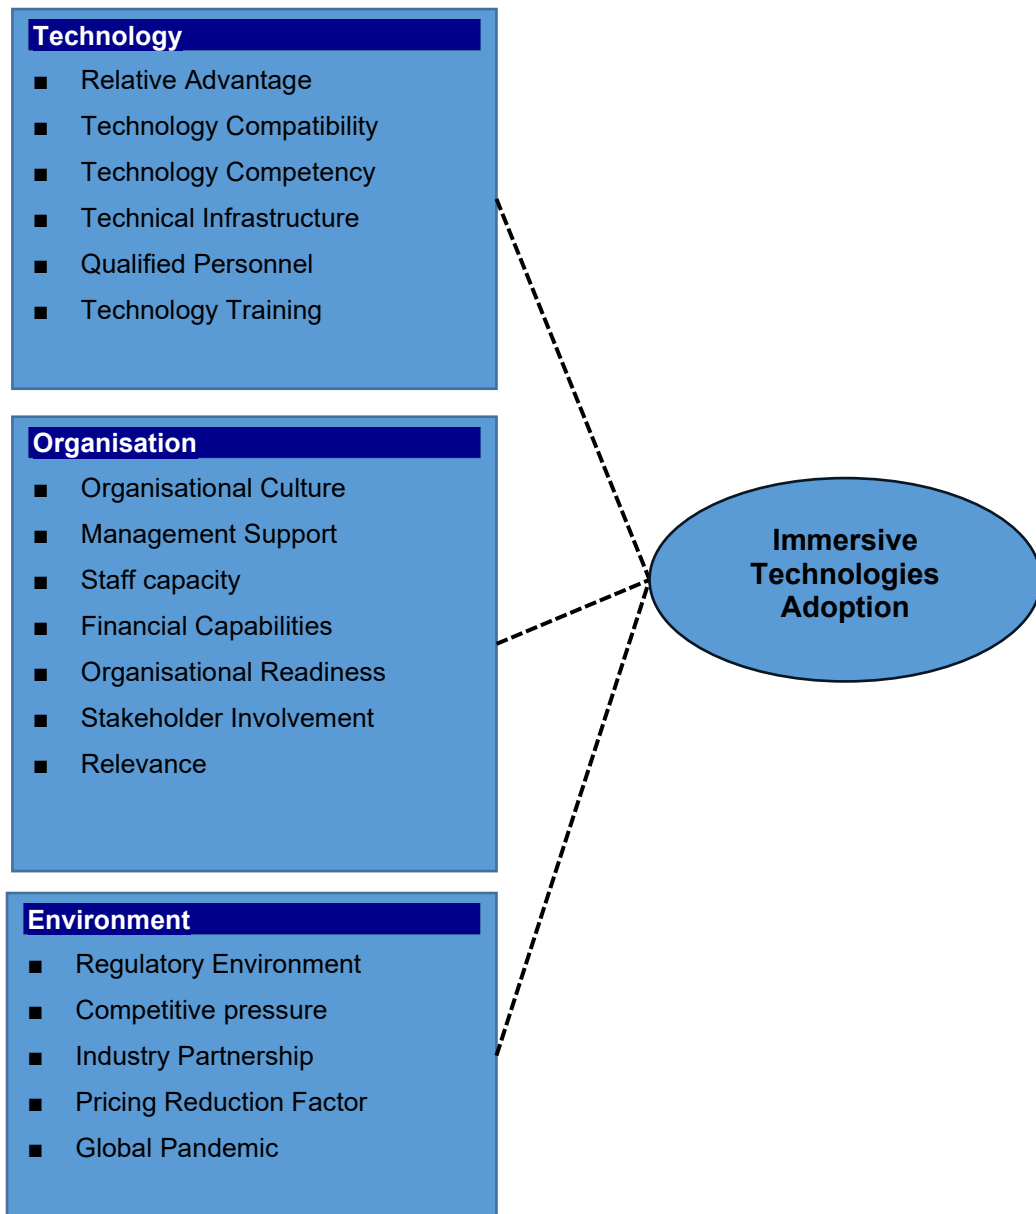 Technology
■ Relative Advantage
■ Technology Compatibility
■ Technology Competency
■ Technical Infrastructure
■ Qualified Personnel
■ Technology Training
Organisation
■ Organisational Culture
■ Management Support
■ Staff capacity
■ Financial Capabilities
■ Organisational Readiness
■ Stakeholder Involvement
■ Relevance
Immersive
Technologies
Adoption
Environment
■ Regulatory Environment
■ Competitive pressure
■ Industry Partnership
■ Pricing Reduction Factor
■ Global Pandemic